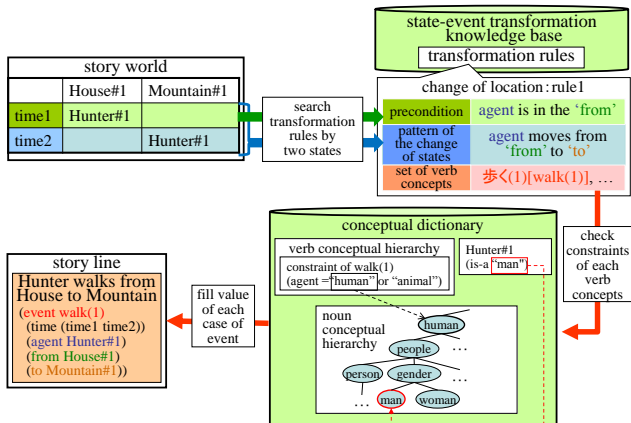 state-event transformation
knowledge base
transformation rules
story world
House#1 Mountain#1
time1 Hunter#1
time2 Hunter#1
search
transformation
rules by
two states
change of location:rule1
precondition agent is in the ‘from’
pattern of
the change
of states
agent moves from
‘from’ to ‘to’
set of verb
concepts
歩く(1)[walk(1)], …
check
constraints
of each
verb
concepts
conceptual dictionary
verb conceptual hierarchy
constraint of walk(1)
(agent =“human” or “animal”)
Hunter#1
(is-a “man")
noun
conceptual
hierarchy
human
people …
person gender …
… man woman
fill value
of each
case of
event
story line
Hunter walks from
House to Mountain
(event walk(1)
(time (time1 time2))
(agent Hunter#1)
(from House#1)
(to Mountain#1))